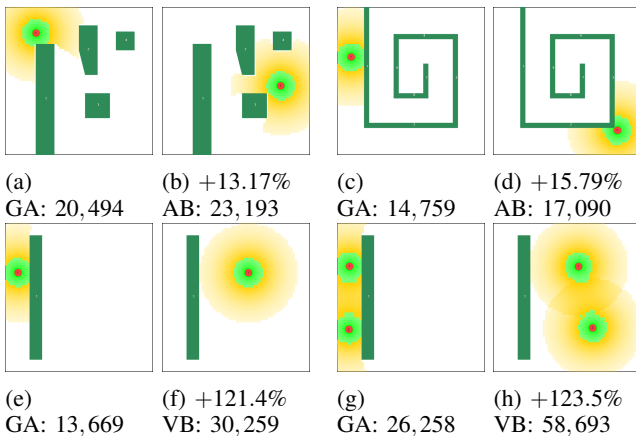 (a)
GA: 20,494
(b) +13.17%
AB: 23,193
(c)
GA: 14,759
(d) +15.79%
AB: 17,090
(e)
GA: 13,669
(f) +121.4%
VB: 30,259
(g)
GA: 26,258
(h) +123.5%
VB: 58,693